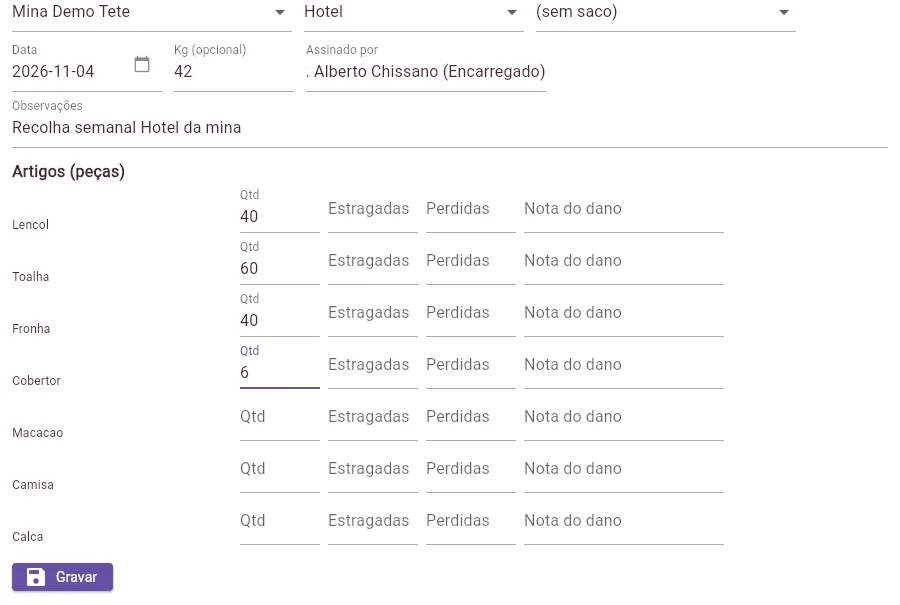 Mina Demo Tete Hotel (sem saco)
Data Kg (opcional) Assinado por
2026-11-04 42 . Alberto Chissano (Encarregado)
Observações
Recolha semanal Hotel da mina
Artigos (peças)
Qtd
Lencol 40 Estragadas Perdidas Nota do dano
Qtd
Toalha 60 Estragadas Perdidas Nota do dano
Qtd
Fronha 40 Estragadas Perdidas Nota do dano
Qtd
Cobertor 6 Estragadas Perdidas Nota do dano
Macacao Qtd Estragadas Perdidas Nota do dano
Camisa Qtd Estragadas Perdidas Nota do dano
Calca Qtd Estragadas Perdidas Nota do dano
Gravar